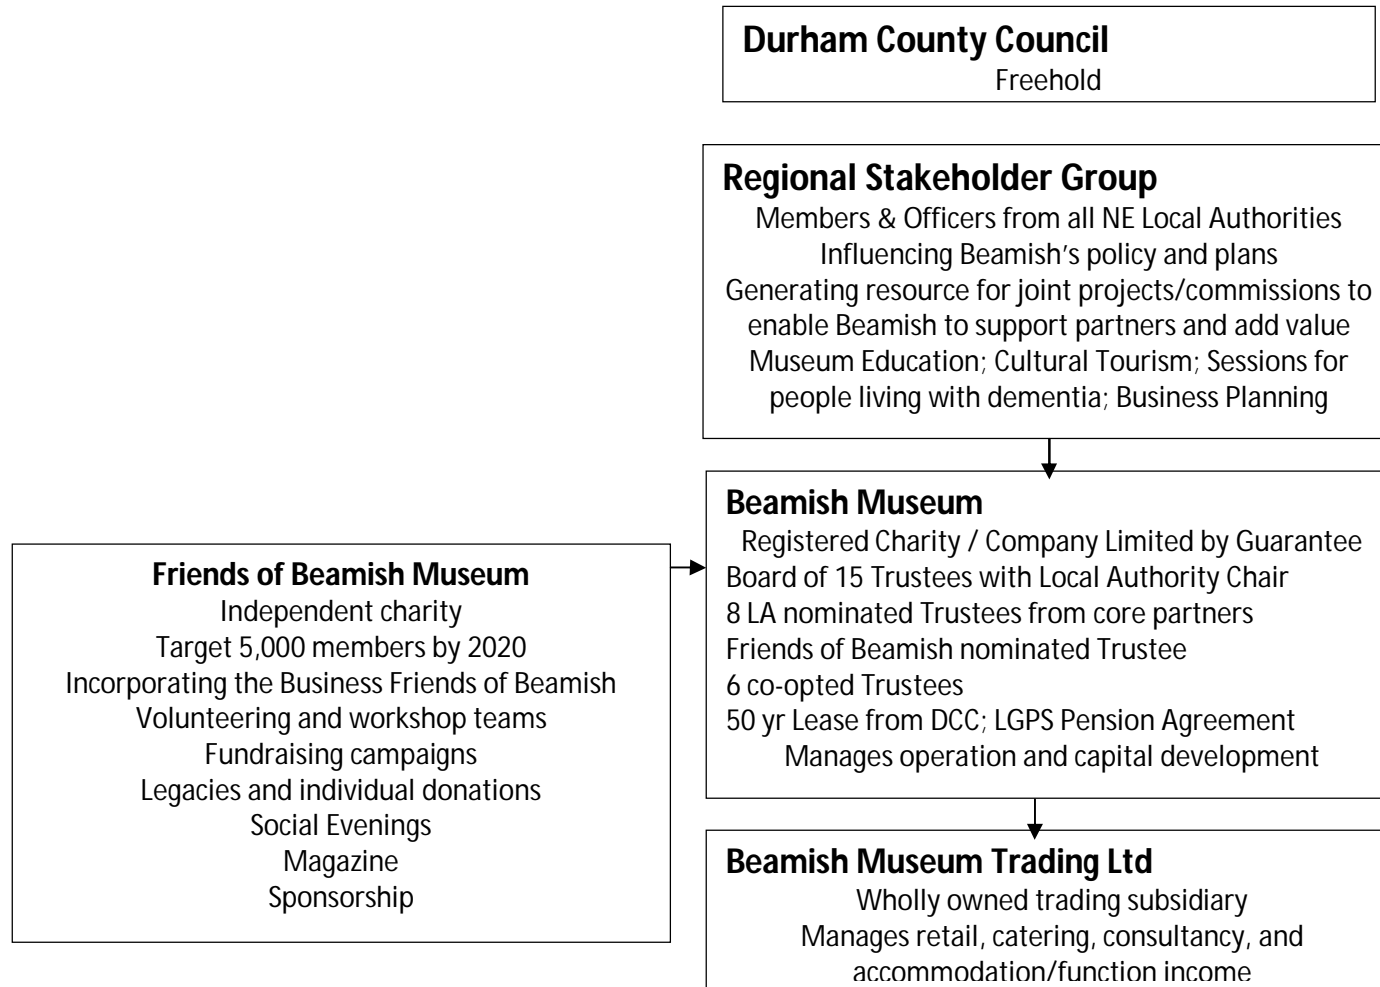 Durham County Council
Freehold
Regional Stakeholder Group
Members & Officers from all NE Local Authorities
Influencing Beamish’s policy and plans
Generating resource for joint projects/commissions to
enable Beamish to support partners and add value
Museum Education; Cultural Tourism; Sessions for
people living with dementia; Business Planning
Beamish Museum
Registered Charity / Company Limited by Guarantee
Board of 15 Trustees with Local Authority Chair
8 LA nominated Trustees from core partners
Friends of Beamish nominated Trustee
6 co-opted Trustees
50 yr Lease from DCC; LGPS Pension Agreement
Manages operation and capital development
Friends of Beamish Museum
Independent charity
Target 5,000 members by 2020
Incorporating the Business Friends of Beamish
Volunteering and workshop teams
Fundraising campaigns
Legacies and individual donations
Social Evenings
Magazine
Sponsorship
Beamish Museum Trading Ltd
Wholly owned trading subsidiary
Manages retail, catering, consultancy, and
accommodation/function income